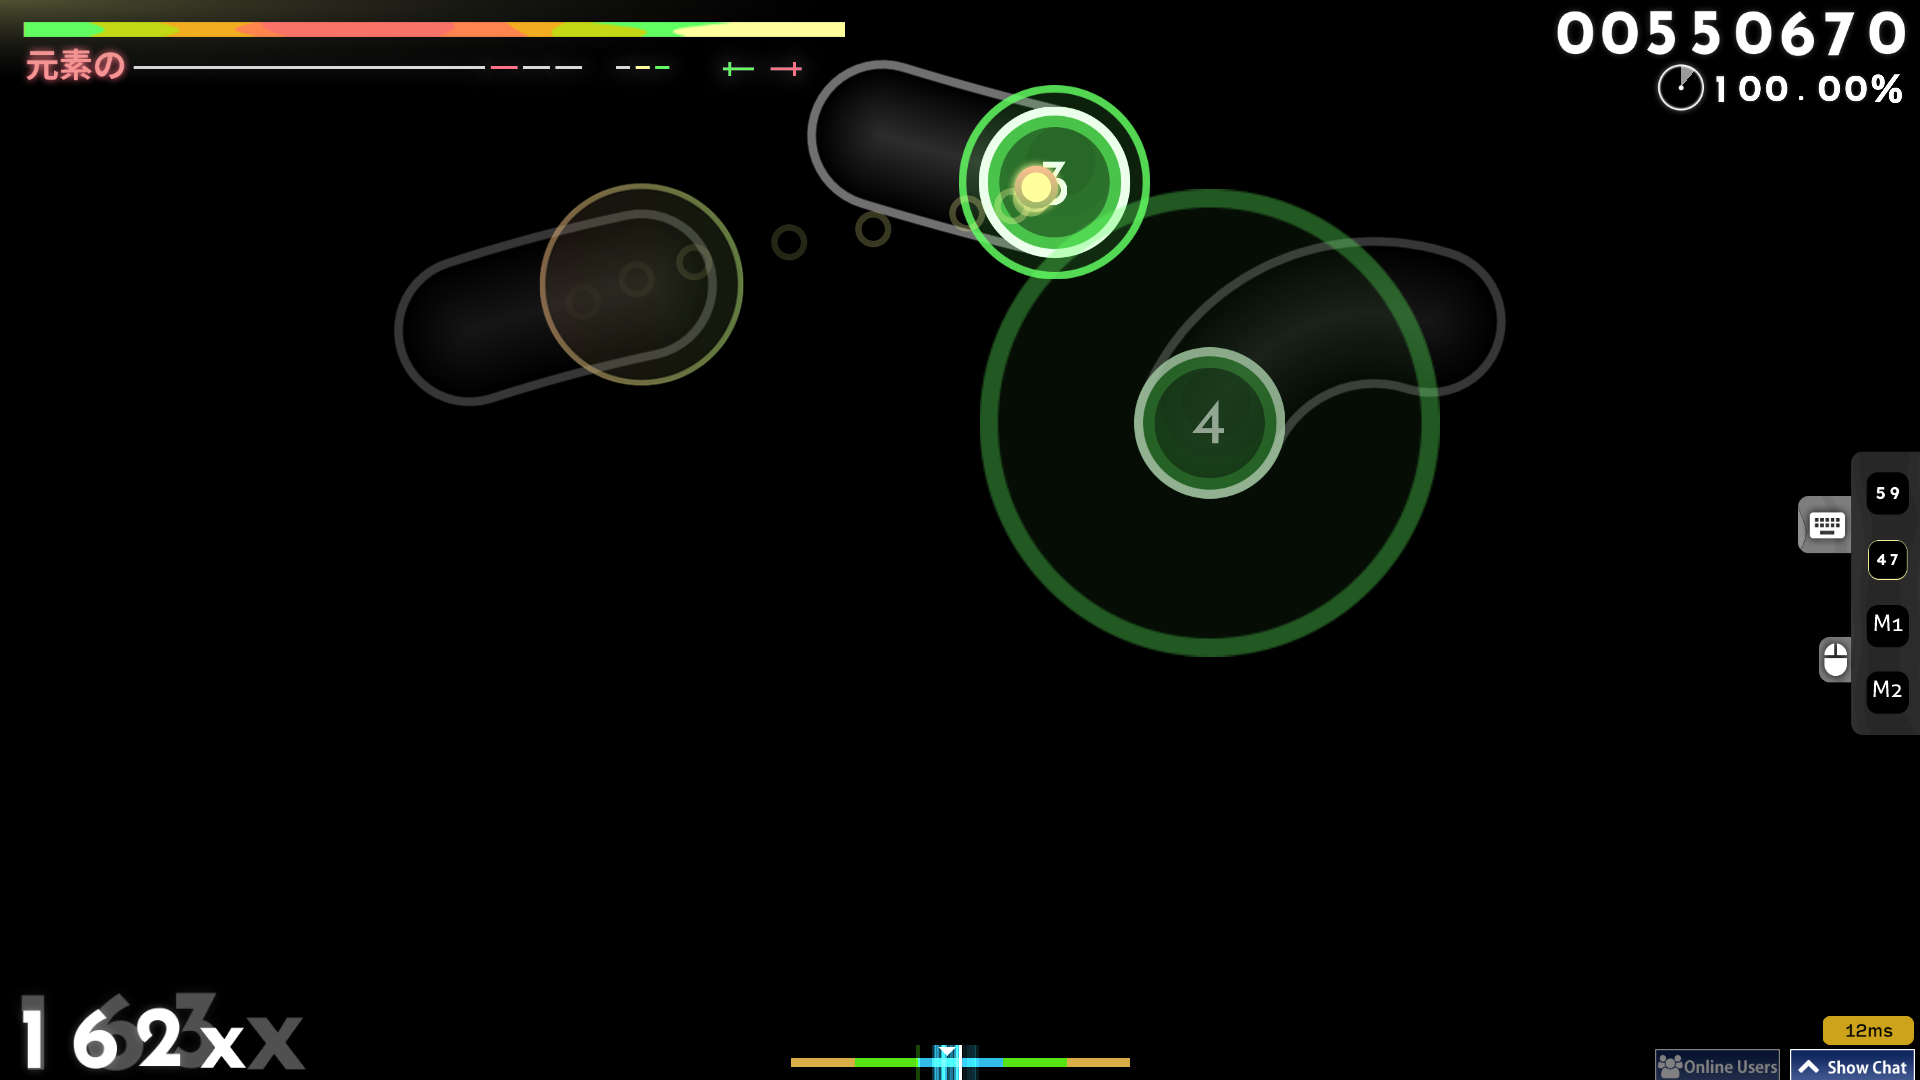 00550670
元素の
100.00%
3
4
59
47
M1
M2
162x
12ms
Online Users
Show Chat